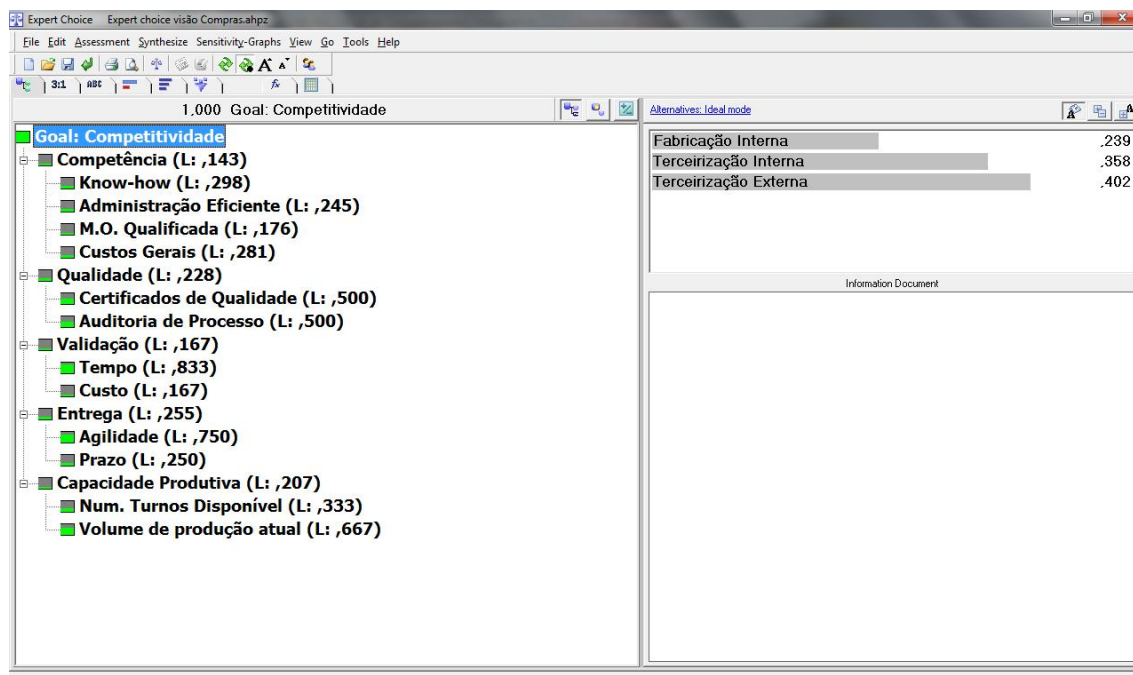 Expert Choice    Expert choice visão Compras.ahpz
File Edit Assessment Synthesize Sensitivity-Graphs View Go Tools Help
3:1 ABC fx
1,000 Goal: Competitividade
Alternatives: Ideal mode
Goal: Competitividade
Competência (L: ,143)
Know-how (L: ,298)
Administração Eficiente (L: ,245)
M.O. Qualificada (L: ,176)
Custos Gerais (L: ,281)
Qualidade (L: ,228)
Certificados de Qualidade (L: ,500)
Auditoria de Processo (L: ,500)
Validação (L: ,167)
Tempo (L: ,833)
Custo (L: ,167)
Entrega (L: ,255)
Agilidade (L: ,750)
Prazo (L: ,250)
Capacidade Produtiva (L: ,207)
Num. Turnos Disponível (L: ,333)
Volume de produção atual (L: ,667)
Fabricação Interna ,239
Terceirização Interna ,358
Terceirização Externa ,402
Information Document